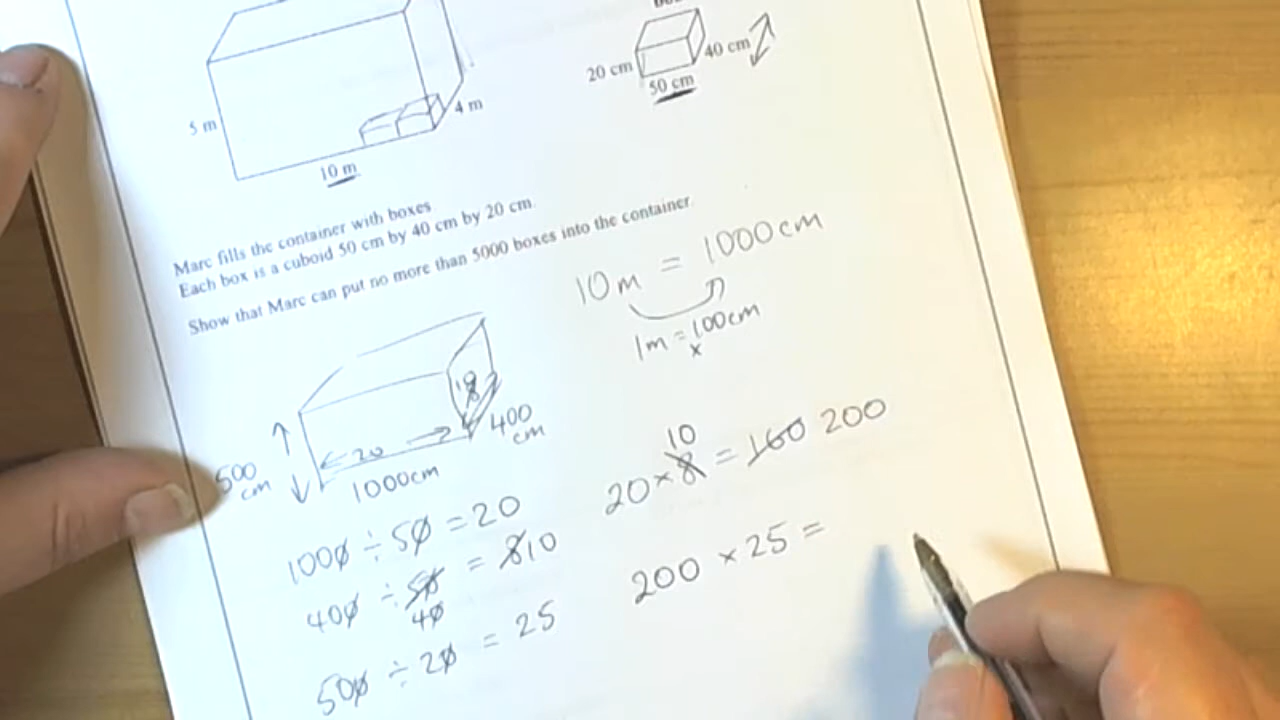 5 m
4 m
10 m
20 cm
40 cm
50 cm
Marc fills the container with boxes
Each box is a cuboid 50 cm by 40 cm by 20 cm.
Show that Marc can put no more than 5000 boxes into the container.
10m = 1000cm
1m = 100cm
x
8
20
500
cm
400
cm
1000cm
1000 ÷ 50 = 20
400 ÷ 50 = 8 10
40
500 ÷ 20 = 25
10
20 × 8 = 160 200
200 × 25 =